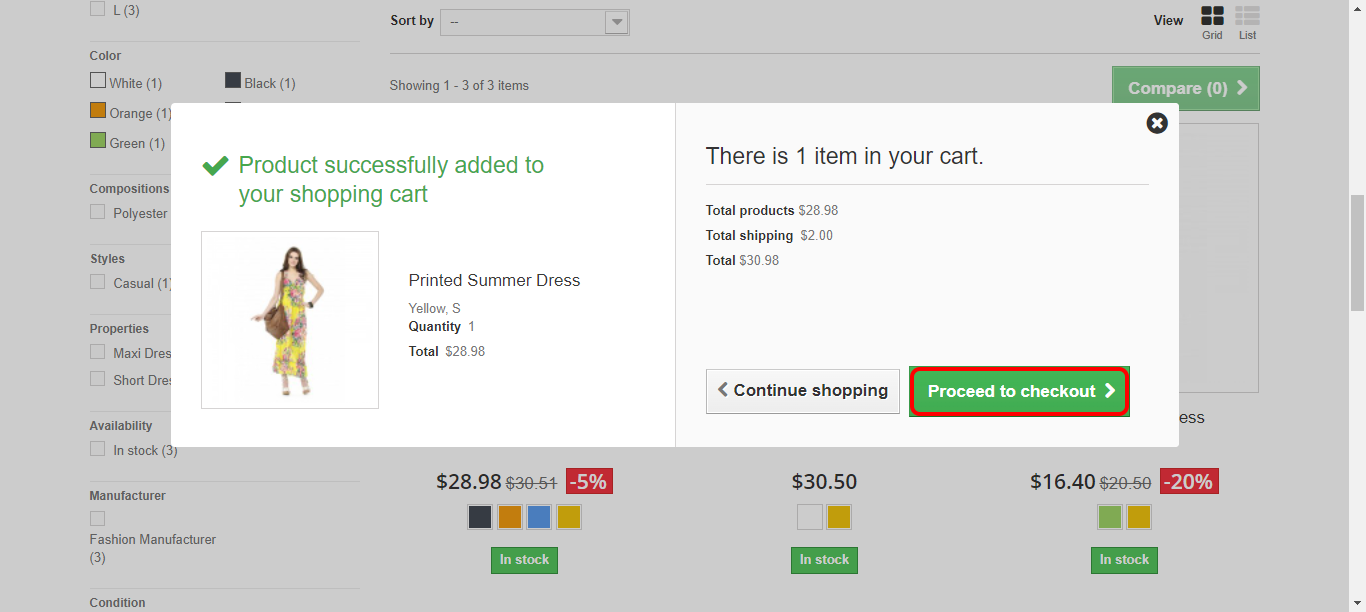 L (3)
Sort by
--
View
Grid
List
Color
White (1)
Black (1)
Showing 1 - 3 of 3 items
Compare (0)
Orange (1)
Green (1)
Product successfully added to
your shopping cart
There is 1 item in your cart.
Compositions
Polyester
Total products $28.98
Total shipping $2.00
Total $30.98
Styles
Casual (1)
Printed Summer Dress
Yellow, S
Quantity 1
Total $28.98
Properties
Maxi Dres
Short Dres
Continue shopping
Proceed to checkout
Availability
In stock (3)
ess
$28.98 $30.51 -5%
$30.50
$16.40 $20.50 -20%
Manufacturer
Fashion Manufacturer
(3)
In stock
In stock
In stock
Condition